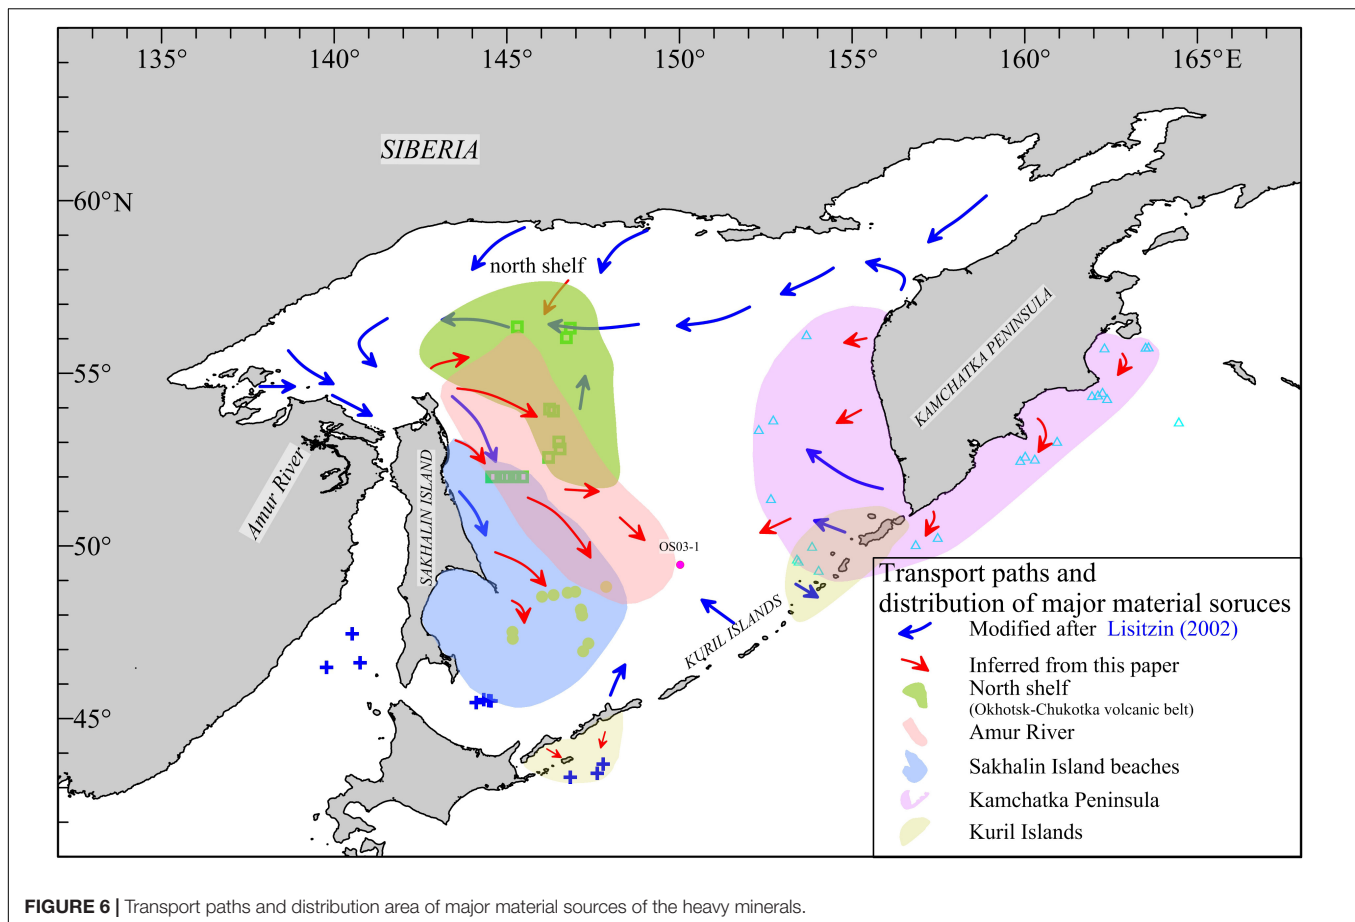 135°
140°
145°
150°
155°
160°
165°E
SIBERIA
60°N
north shelf
KAMCHATKA PENINSULA
55°
Amur River
SAKHALIN ISLAND
50°
OS03-1
KURIL ISLANDS
45°
Transport paths and
distribution of major material soruces
Modified after Lisitzin (2002)
Inferred from this paper
North shelf
(Okhotsk-Chukotka volcanic belt)
Amur River
Sakhalin Island beaches
Kamchatka Peninsula
Kuril Islands
FIGURE 6 | Transport paths and distribution area of major material sources of the heavy minerals.